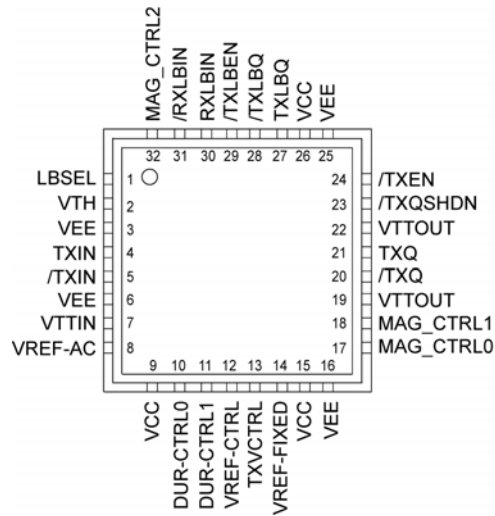 MAG_CTRL2
/RXLBIN
RXLBIN
/TXLBEN
/TXLBQ
TXLBQ
VCC
VEE
32 31 30 29 28 27 26 25
LBSEL 1 24 /TXEN
VTH 2 23 /TXQSHDN
VEE 3 22 VTTOUT
TXIN 4 21 TXQ
/TXIN 5 20 /TXQ
VEE 6 19 VTTOUT
VTTIN 7 18 MAG_CTRL1
VREF-AC 8 17 MAG_CTRL0
9 10 11 12 13 14 15 16
VCC
DUR-CTRL0
DUR-CTRL1
VREF-CTRL
TXVCTRL
VREF-FIXED
VCC
VEE